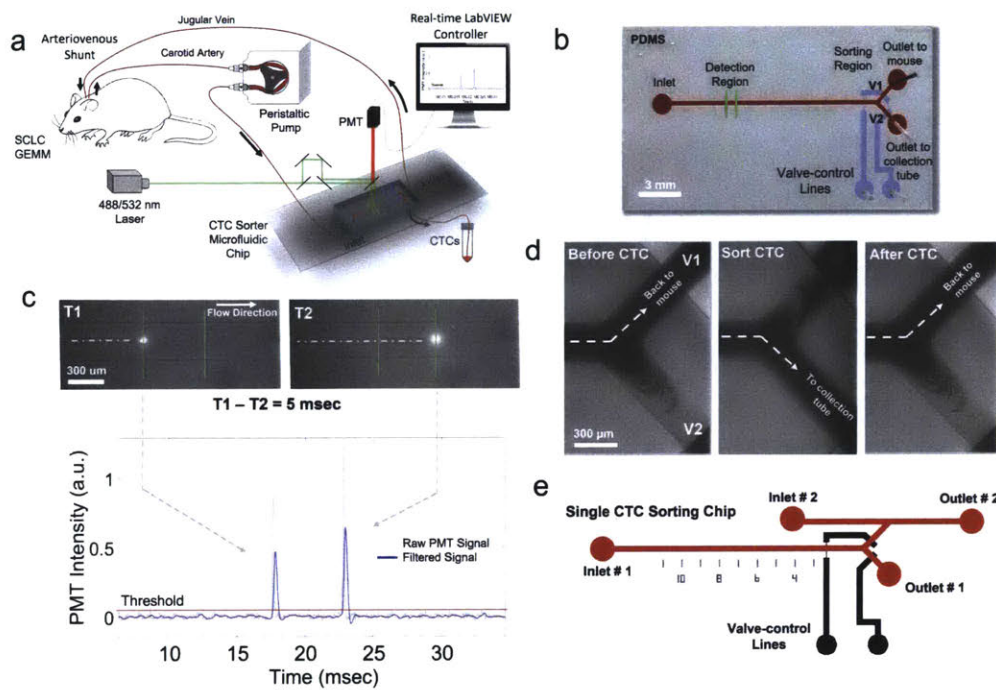 a
Jugular Vein
Arteriovenous
Shunt
Carotid Artery
Real-time LabVIEW
Controller
Peristaltic
Pump
PMT
SCLC
GEMM
488/532 nm
Laser
CTC Sorter
Microfluidic
Chip
CTCs
b
PDMS
Inlet
Detection
Region
Sorting
Region
Outlet to
mouse
V1
V2
Outlet to
collection
tube
Valve-control
Lines
3 mm
c
T1
Flow Direction
300 µm
T2
T1 – T2 = 5 msec
PMT Intensity (a.u.)
1
0.5
0
Raw PMT Signal
Filtered Signal
Threshold
10
15
20
25
30
Time (msec)
d
Before CTC
V1
Back to
mouse
300 µm
V2
Sort CTC
To collection
tube
After CTC
Back to
mouse
e
Single CTC Sorting Chip
Inlet # 2
Outlet # 2
Inlet # 1
10
8
6
4
Outlet # 1
Valve-control
Lines